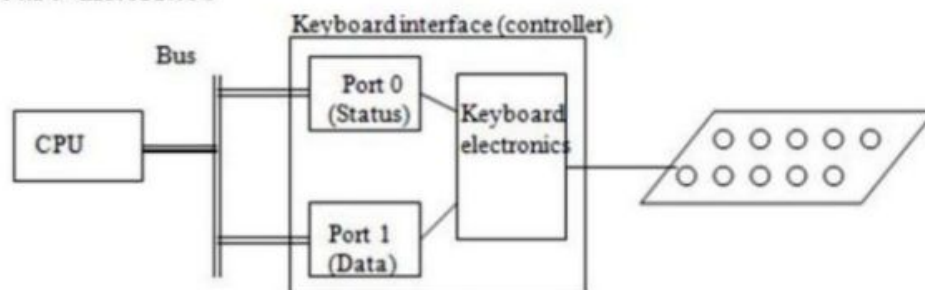 Keyboard interface (controller)
Bus
Port 0
(Status)
Keyboard
electronics
CPU
Port 1
(Data)